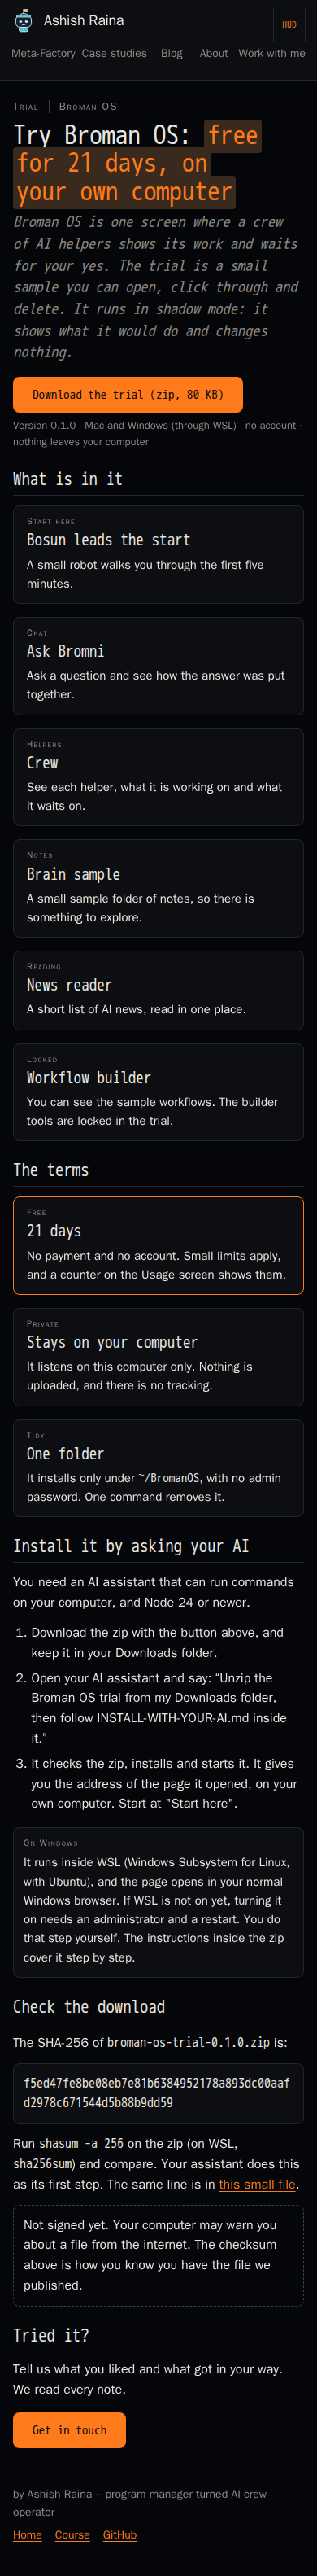 Ashish Raina
HUD
Meta-Factory Case studies Blog About Work with me
Trial | Broman OS
Try Broman OS: free
for 21 days, on
your own computer
Broman OS is one screen where a crew
of AI helpers shows its work and waits
for your yes. The trial is a small
sample you can open, click through and
delete. It runs in shadow mode: it
shows what it would do and changes
nothing.
Download the trial (zip, 80 KB)
Version 0.1.0 · Mac and Windows (through WSL) · no account ·
nothing leaves your computer
What is in it
Start here
Bosun leads the start
A small robot walks you through the first five
minutes.
Chat
Ask Bromni
Ask a question and see how the answer was put
together.
Helpers
Crew
See each helper, what it is working on and what
it waits on.
Notes
Brain sample
A small sample folder of notes, so there is
something to explore.
Reading
News reader
A short list of AI news, read in one place.
Locked
Workflow builder
You can see the sample workflows. The builder
tools are locked in the trial.
The terms
Free
21 days
No payment and no account. Small limits apply,
and a counter on the Usage screen shows them.
Private
Stays on your computer
It listens on this computer only. Nothing is
uploaded, and there is no tracking.
Tidy
One folder
It installs only under ~/BromanOS, with no admin
password. One command removes it.
Install it by asking your AI
You need an AI assistant that can run commands
on your computer, and Node 24 or newer.
1. Download the zip with the button above, and
keep it in your Downloads folder.
2. Open your AI assistant and say: “Unzip the
Broman OS trial from my Downloads folder,
then follow INSTALL-WITH-YOUR-AI.md inside
it.”
3. It checks the zip, installs and starts it. It gives
you the address of the page it opened, on your
own computer. Start at "Start here".
On Windows
It runs inside WSL (Windows Subsystem for Linux,
with Ubuntu), and the page opens in your normal
Windows browser. If WSL is not on yet, turning it
on needs an administrator and a restart. You do
that step yourself. The instructions inside the zip
cover it step by step.
Check the download
The SHA-256 of broman-os-trial-0.1.0.zip is:
f5ed47fe8be08eb7e81b6384952178a893dc00aaf
d2978c671544d5b88b9dd59
Run shasum -a 256 on the zip (on WSL,
sha256sum) and compare. Your assistant does this
as its first step. The same line is in this small file.
Not signed yet. Your computer may warn you
about a file from the internet. The checksum
above is how you know you have the file we
published.
Tried it?
Tell us what you liked and what got in your way.
We read every note.
Get in touch
by Ashish Raina — program manager turned AI-crew
operator
Home Course GitHub